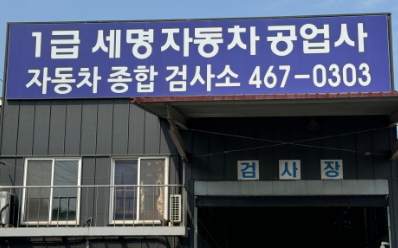 1급 세명자동차공업사
자동차 종합 검사소 467-0303
검 사 장